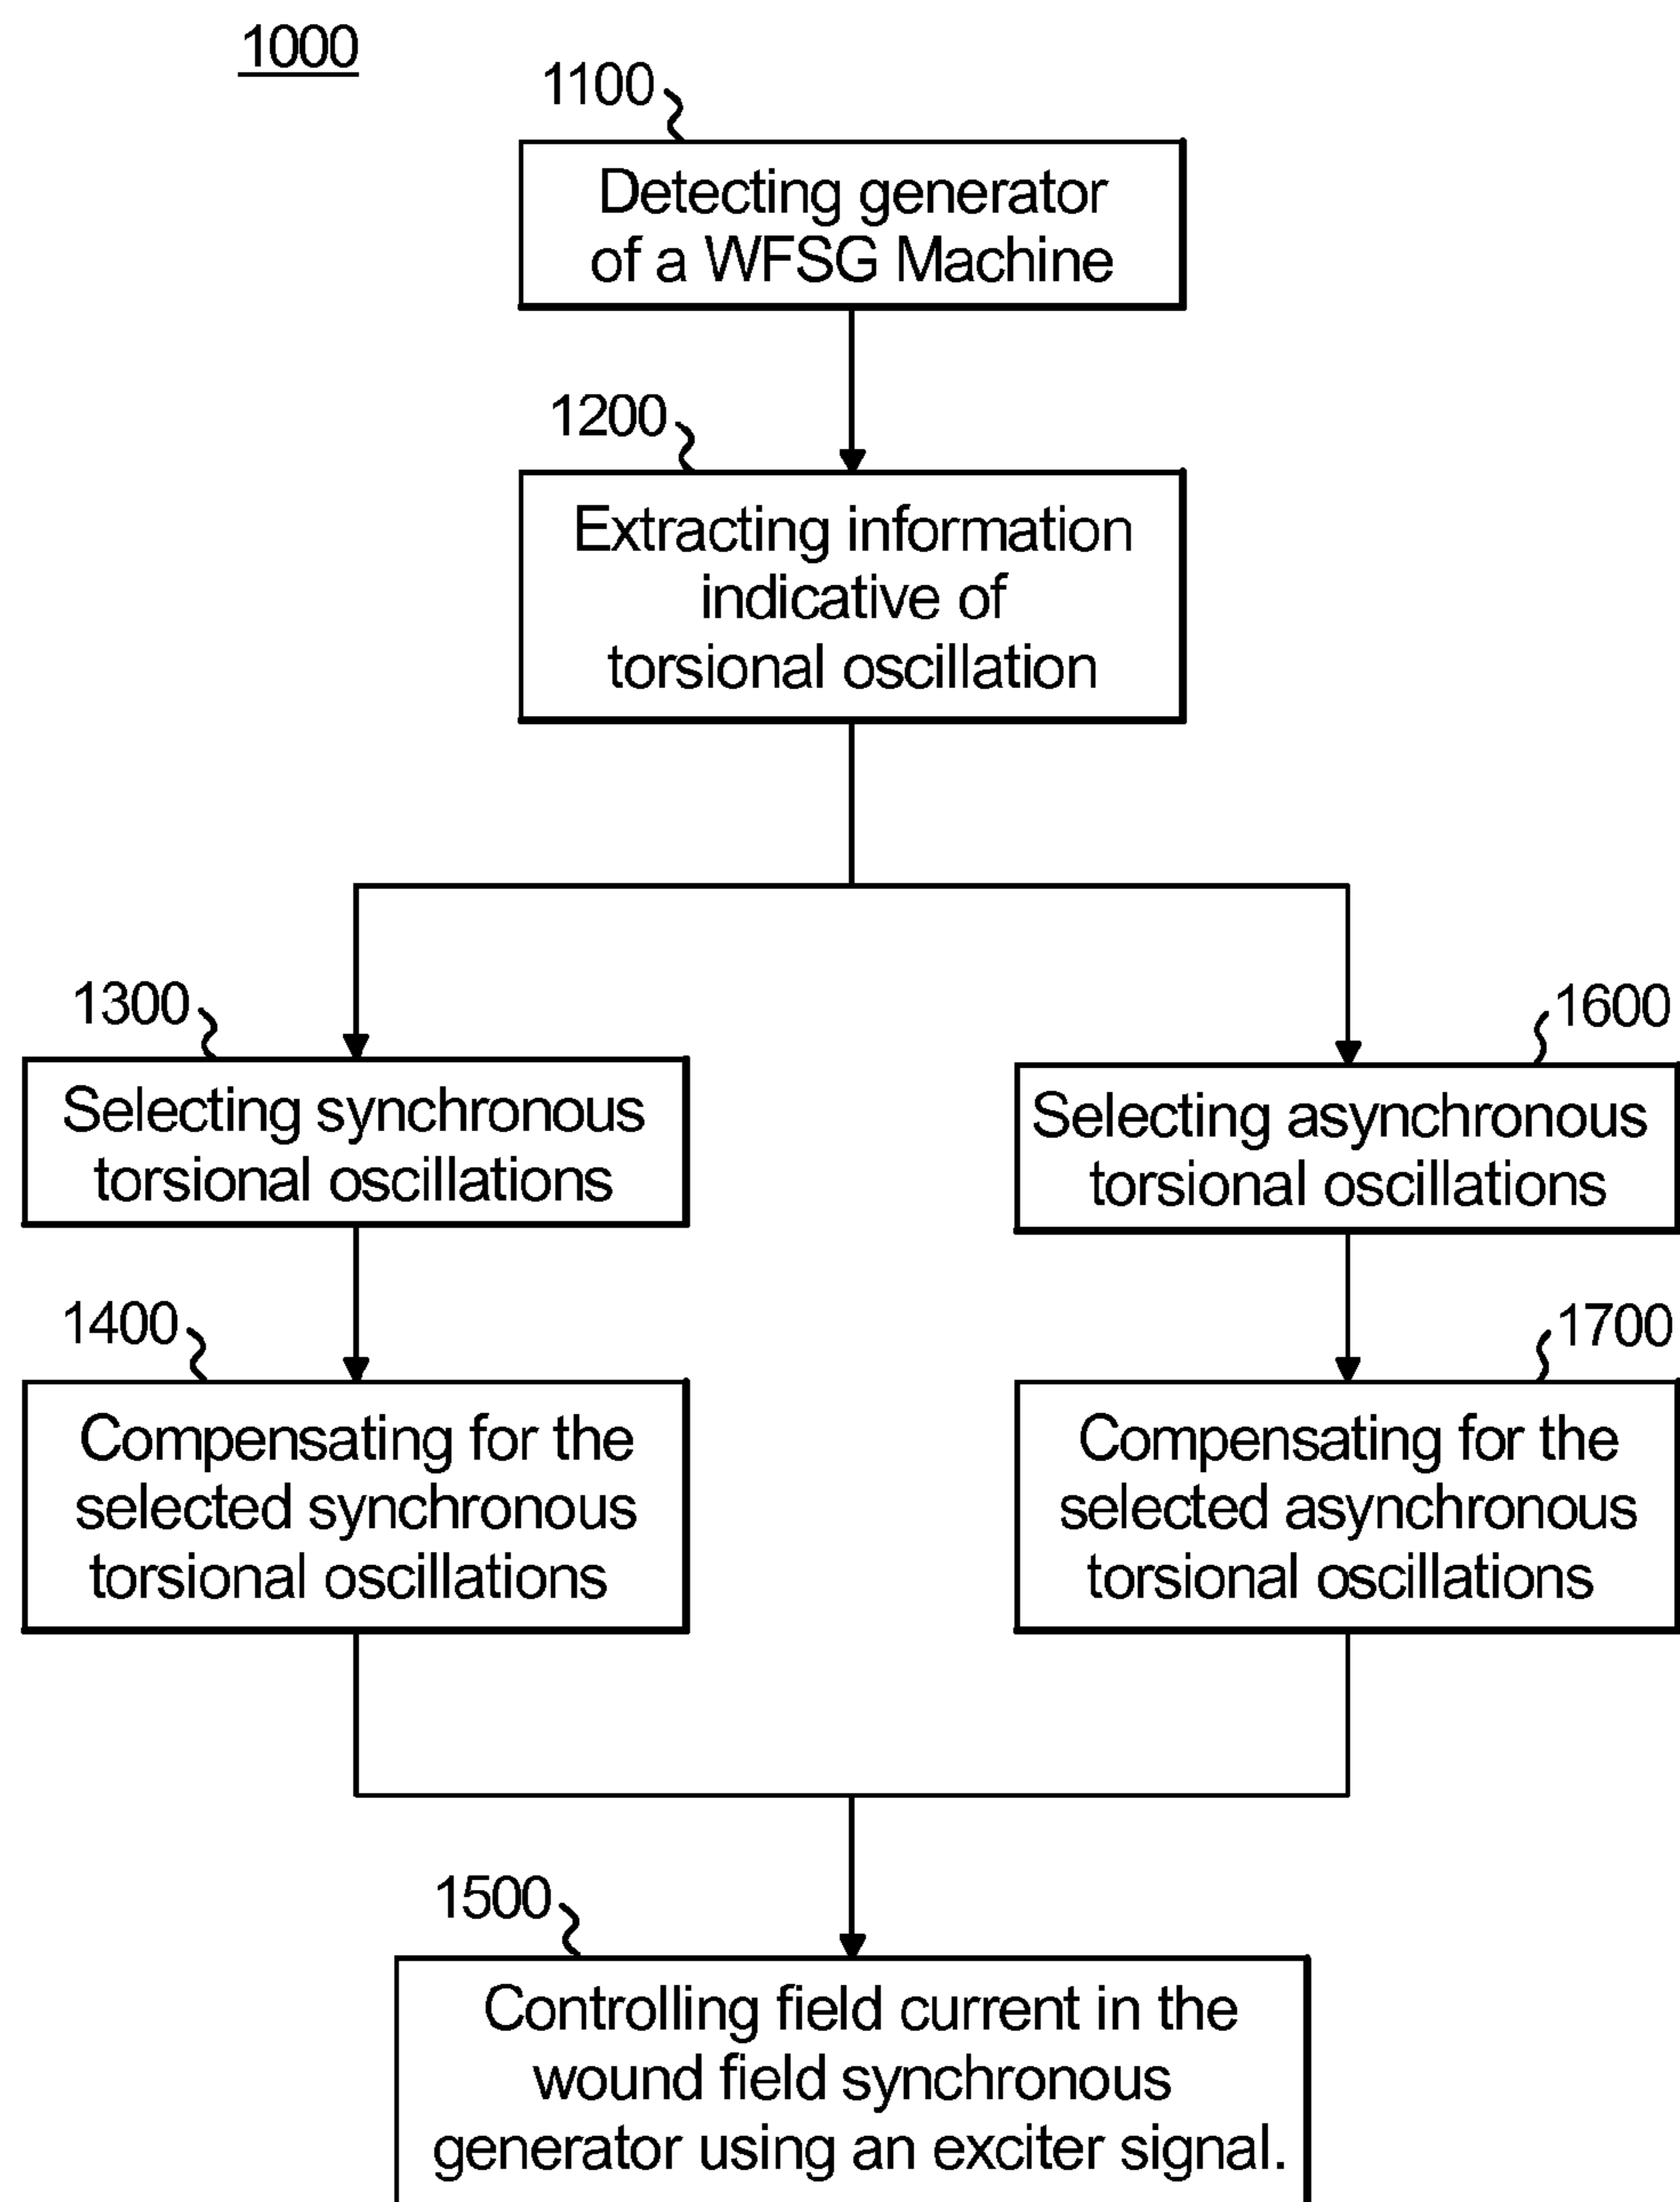 1000
1100
Detecting generator
of a WFSG Machine
1200
Extracting information
indicative of
torsional oscillation
1300
Selecting synchronous
torsional oscillations
1600
Selecting asynchronous
torsional oscillations
1400
Compensating for the
selected synchronous
torsional oscillations
1700
Compensating for the
selected asynchronous
torsional oscillations
1500
Controlling field current in the
wound field synchronous
generator using an exciter signal.